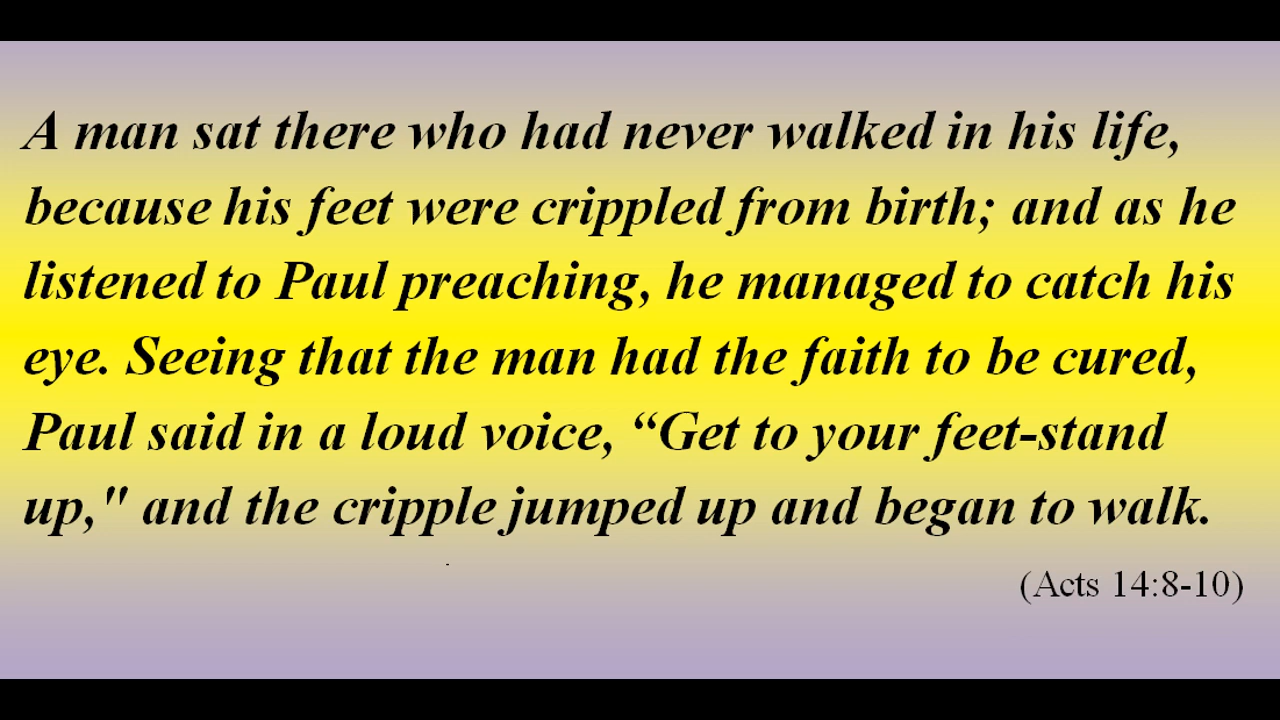 A man sat there who had never walked in his life,
because his feet were crippled from birth; and as he
listened to Paul preaching, he managed to catch his
eye. Seeing that the man had the faith to be cured,
Paul said in a loud voice, “Get to your feet-stand
up," and the cripple jumped up and began to walk.
(Acts 14:8-10)